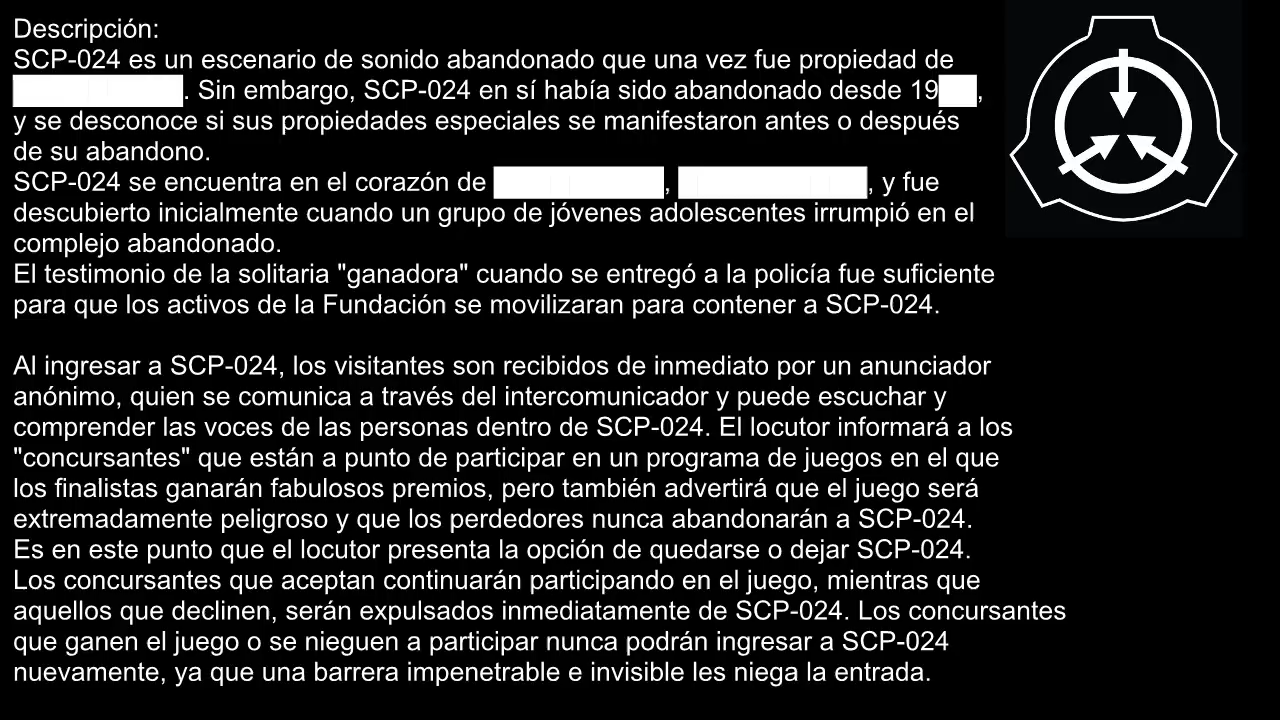 Descripción:
SCP-024 es un escenario de sonido abandonado que una vez fue propiedad de
. Sin embargo, SCP-024 en sí había sido abandonado desde 19 ,
y se desconoce si sus propiedades especiales se manifestaron antes o después
de su abandono.
SCP-024 se encuentra en el corazón de , , y fue
descubierto inicialmente cuando un grupo de jóvenes adolescentes irrumpió en el
complejo abandonado.
El testimonio de la solitaria "ganadora" cuando se entregó a la policía fue suficiente
para que los activos de la Fundación se movilizaran para contener a SCP-024.
Al ingresar a SCP-024, los visitantes son recibidos de inmediato por un anunciador
anónimo, quien se comunica a través del intercomunicador y puede escuchar y
comprender las voces de las personas dentro de SCP-024. El locutor informará a los
"concursantes" que están a punto de participar en un programa de juegos en el que
los finalistas ganarán fabulosos premios, pero también advertirá que el juego será
extremadamente peligroso y que los perdedores nunca abandonarán a SCP-024.
Es en este punto que el locutor presenta la opción de quedarse o dejar SCP-024.
Los concursantes que aceptan continuarán participando en el juego, mientras que
aquellos que declinen, serán expulsados inmediatamente de SCP-024. Los concursantes
que ganen el juego o se nieguen a participar nunca podrán ingresar a SCP-024
nuevamente, ya que una barrera impenetrable e invisible les niega la entrada.